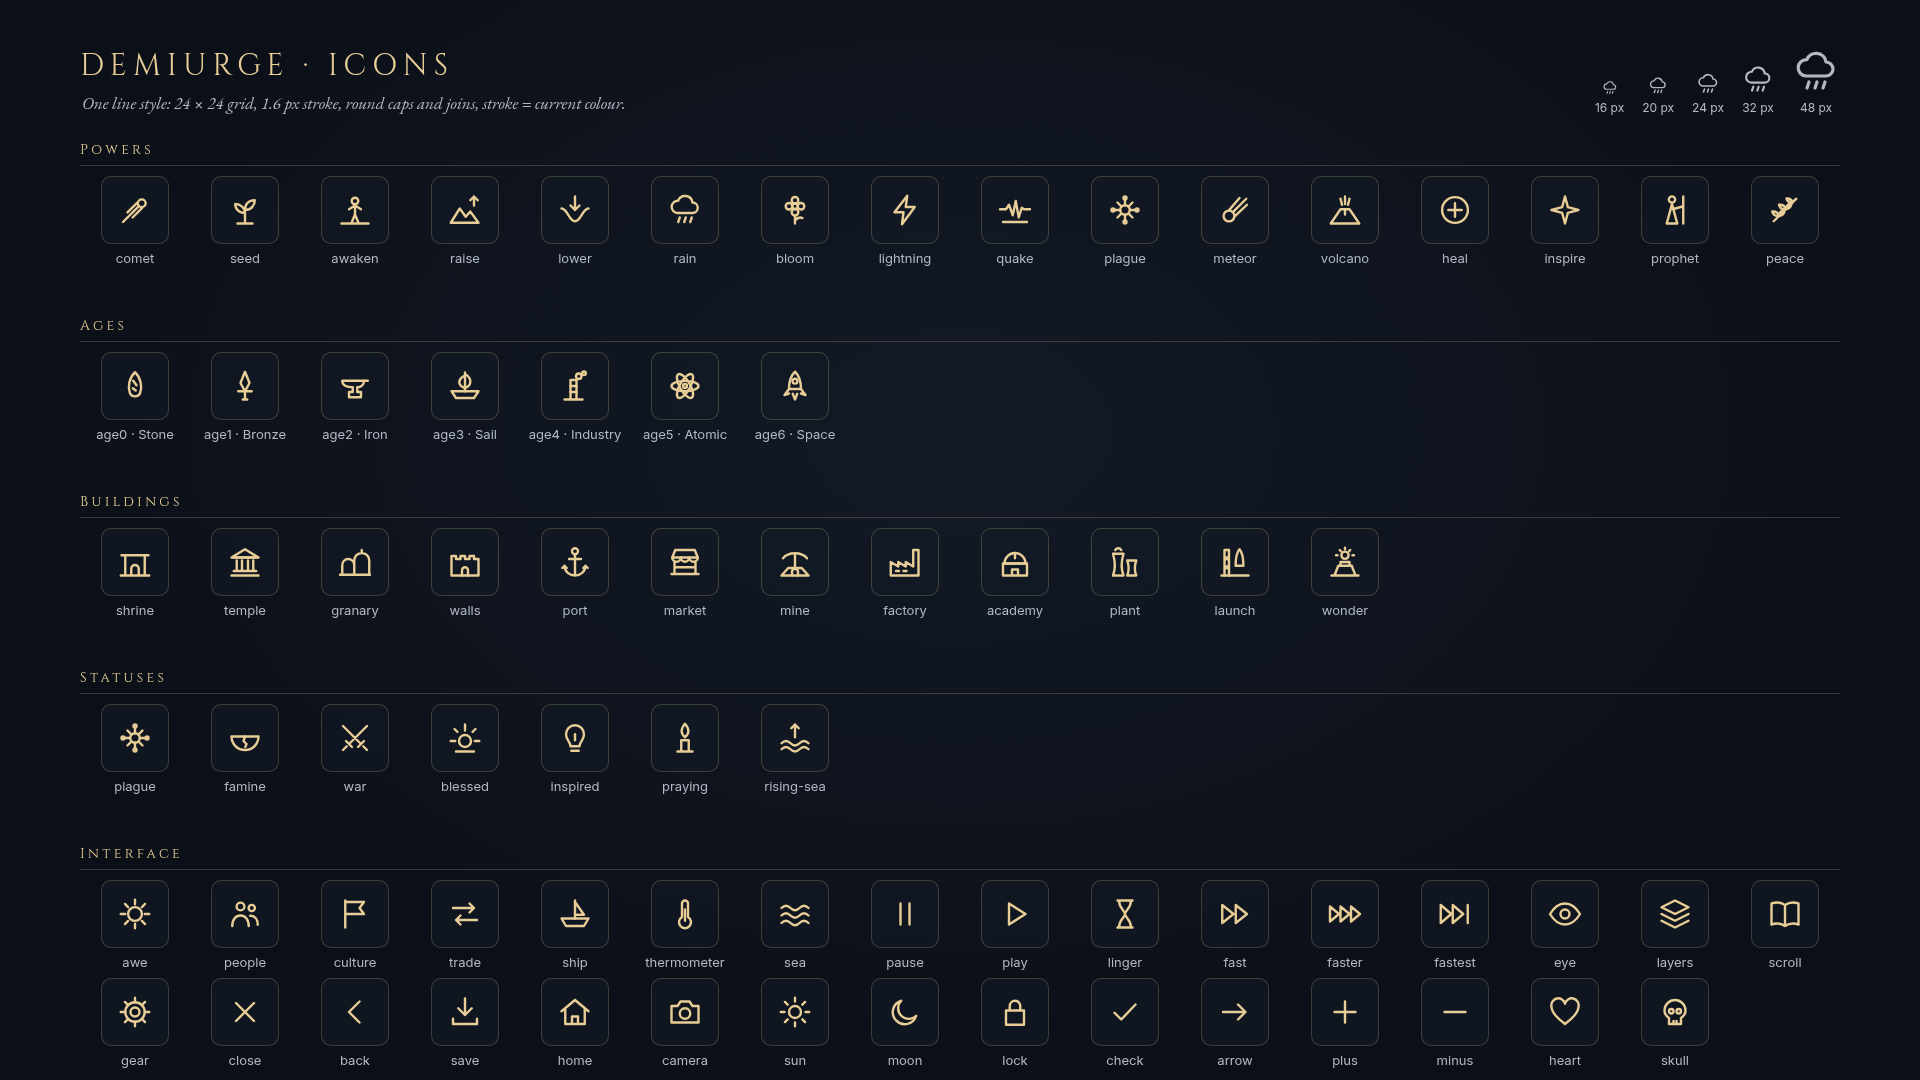 DEMIURGE · ICONS
One line style: 24 × 24 grid, 1.6 px stroke, round caps and joins, stroke = current colour.
16 px 20 px 24 px 32 px 48 px
POWERS
comet seed awaken raise lower rain bloom lightning quake plague meteor volcano heal inspire prophet peace
AGES
age0 · Stone age1 · Bronze age2 · Iron age3 · Sail age4 · Industry age5 · Atomic age6 · Space
BUILDINGS
shrine temple granary walls port market mine factory academy plant launch wonder
STATUSES
plague famine war blessed inspired praying rising-sea
INTERFACE
awe people culture trade ship thermometer sea pause play linger fast faster fastest eye layers scroll
gear close back save home camera sun moon lock check arrow plus minus heart skull